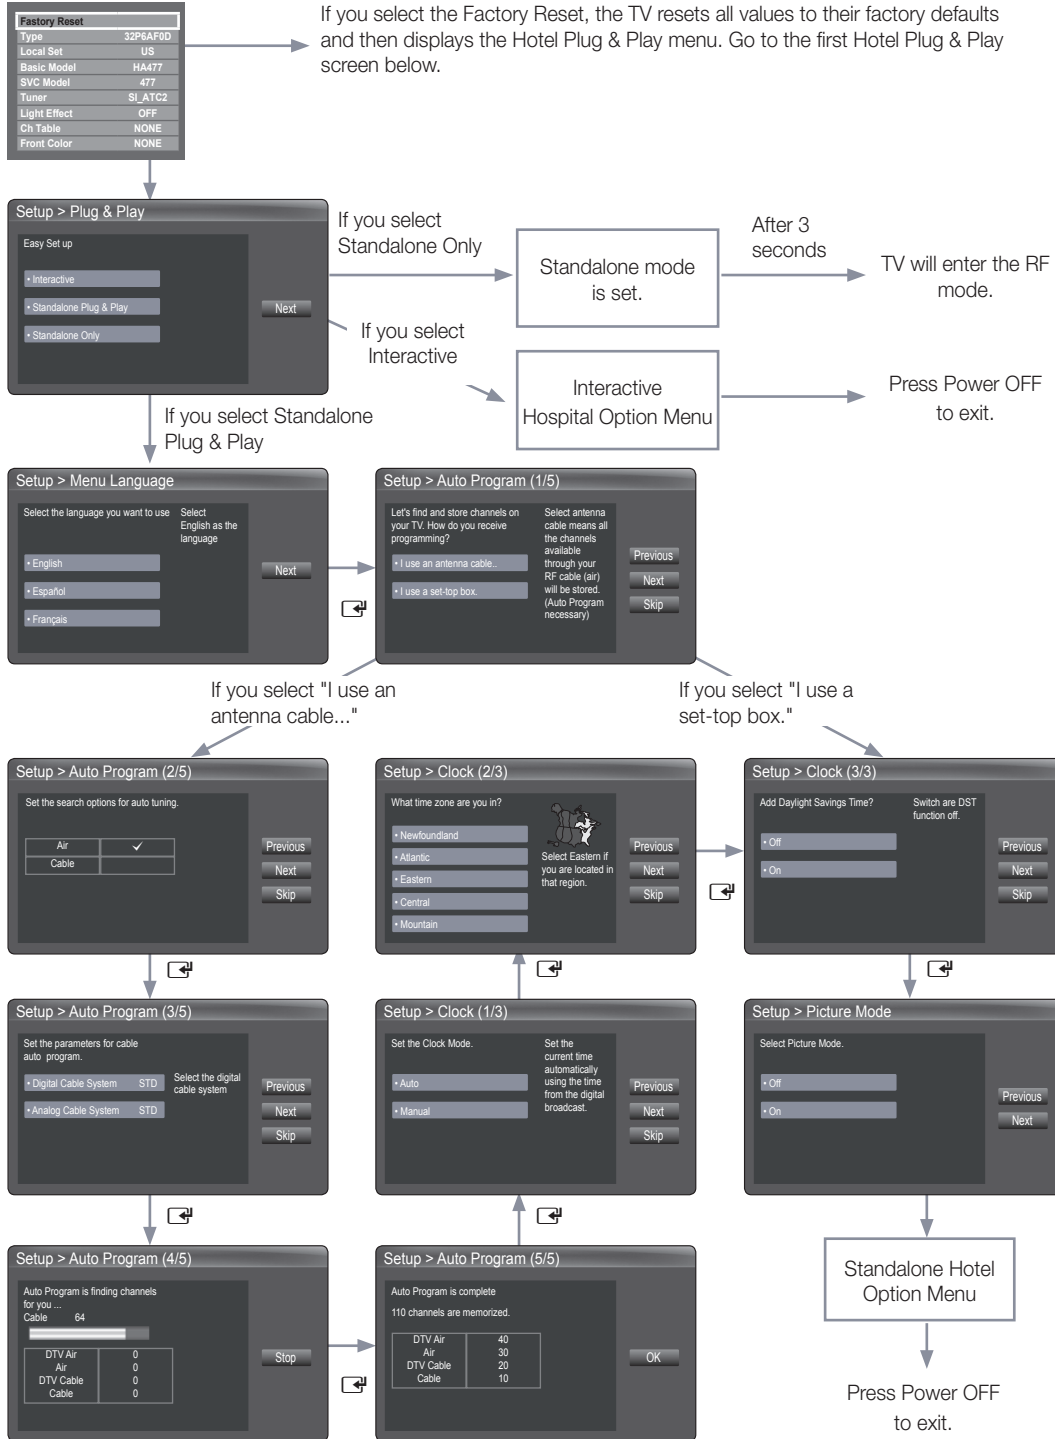 Fastory Reset
Type 32P6AF0D
Local Set US
Basic Model HA477
SVC Model 477
Tuner SI_ATC2
Light Effect OFF
Ch Table NONE
Front Color NONE
If you select the Factory Reset, the TV resets all values to their factory defaults
and then displays the Hotel Plug & Play menu. Go to the first Hotel Plug & Play
screen below.
Setup > Plug & Play
Easy Set up
• Interactive
• Standalone Plug & Play
• Standalone Only
Next
If you select
Standalone Only
Standalone mode
is set.
After 3
seconds
TV will enter the RF
mode.
If you select
Interactive
Interactive
Hospital Option Menu
Press Power OFF
to exit.
If you select Standalone
Plug & Play
Setup > Menu Language
Select the language you want to use
Select
English as the
language
• English
• Español
• Français
Next
Setup > Auto Program (1/5)
Let's find and store channels on
your TV. How do you receive
programming?
• I use an antenna cable..
• I use a set-top box.
Select antenna
cable means all
the channels
available
through your
RF cable (air)
will be stored.
(Auto Program
necessary)
Previous
Next
Skip
If you select "I use an
antenna cable..."
If you select "I use a
set-top box."
Setup > Auto Program (2/5)
Set the search options for auto tuning.
Air ✓
Cable
Previous
Next
Skip
Setup > Clock (2/3)
What time zone are you in?
• Newfoundland
• Atlantic
• Eastern
• Central
• Mountain
Select Eastern if
you are located in
that region.
Previous
Next
Skip
Setup > Clock (3/3)
Add Daylight Savings Time?
• Off
• On
Switch are DST
function off.
Previous
Next
Skip
Setup > Auto Program (3/5)
Set the parameters for cable
auto program.
• Digital Cable System STD
• Analog Cable System STD
Select the digital
cable system
Previous
Next
Skip
Setup > Clock (1/3)
Set the Clock Mode.
• Auto
• Manual
Set the
current time
automatically
using the time
from the digital
broadcast.
Previous
Next
Skip
Setup > Picture Mode
Select Picture Mode.
• Off
• On
Previous
Next
Setup > Auto Program (4/5)
Auto Program is finding channels
for you ...
Cable 64
DTV Air 0
Air 0
DTV Cable 0
Cable 0
Stop
Setup > Auto Program (5/5)
Auto Program is complete
110 channels are memorized.
DTV Air 40
Air 30
DTV Cable 20
Cable 10
OK
Standalone Hotel
Option Menu
Press Power OFF
to exit.